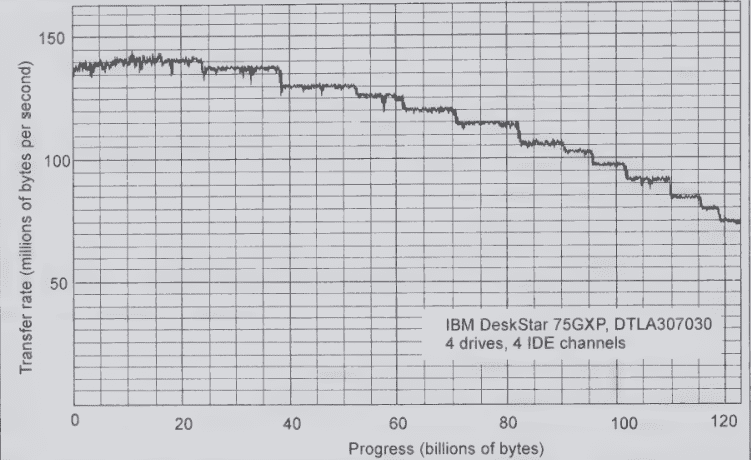 150
100
50
Transfer rate (millions of bytes per second)
IBM DeskStar 75GXP, DTLA307030
4 drives, 4 IDE channels
0 20 40 60 80 100 120
Progress (billions of bytes)